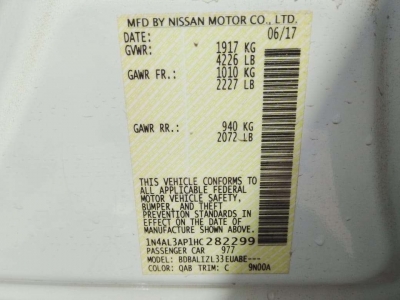 MFD BY NISSAN MOTOR CO., LTD.
DATE: 06/17
GVWR: 1917 KG
4226 LB
GAWR FR.: 1010 KG
2227 LB
GAWR RR.: 940 KG
2072 LB
THIS VEHICLE CONFORMS TO
ALL APPLICABLE FEDERAL
MOTOR VEHICLE SAFETY,
BUMPER, AND THEFT
PREVENTION STANDARDS IN
EFFECT ON THE DATE OF
MANUFACTURE SHOWN ABOVE.
1N4AL3AP1HC 282299
PASSENGER CAR 977
MODEL: BDBALIZL33EUABE---
COLOR: QAB TRIM: C 9N00A